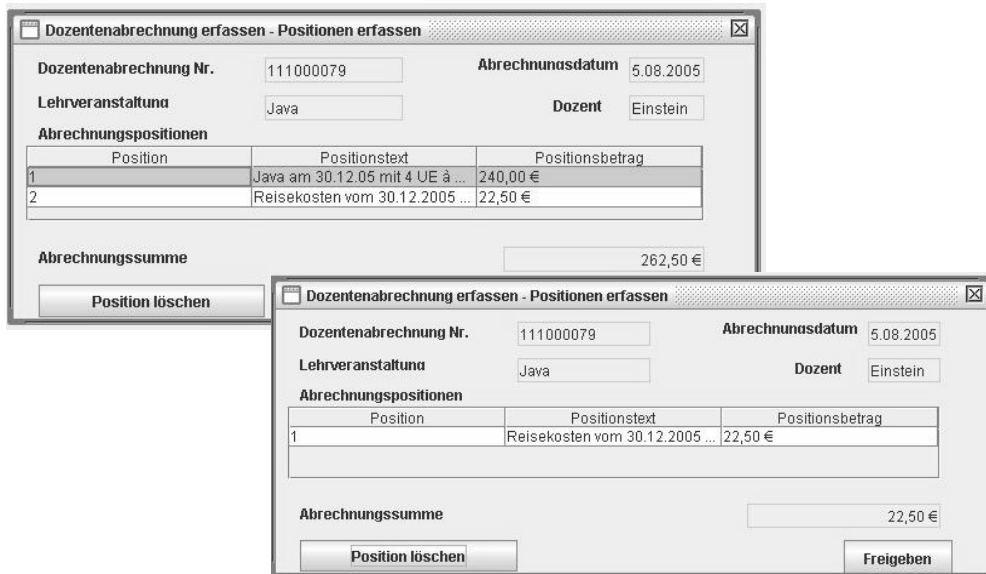 Dozentenabrechnung erfassen - Positionen erfassen
Dozentenabrechnung Nr. 111000079 Abrechnungsdatum 5.08.2005
Lehrveranstaltung Java Dozent Einstein
Abrechnungspositionen
Position Positionstext Positionsbetrag
1 Java am 30.12.05 mit 4 UE à ... 240,00 €
2 Reisekosten vom 30.12.2005 ... 22,50 €
Abrechnungssumme 262,50 €
Position löschen
Dozentenabrechnung erfassen - Positionen erfassen
Dozentenabrechnung Nr. 111000079 Abrechnungsdatum 5.08.2005
Lehrveranstaltung Java Dozent Einstein
Abrechnungspositionen
Position Positionstext Positionsbetrag
1 Reisekosten vom 30.12.2005 ... 22,50 €
Abrechnungssumme 22,50 €
Position löschen Freigeben